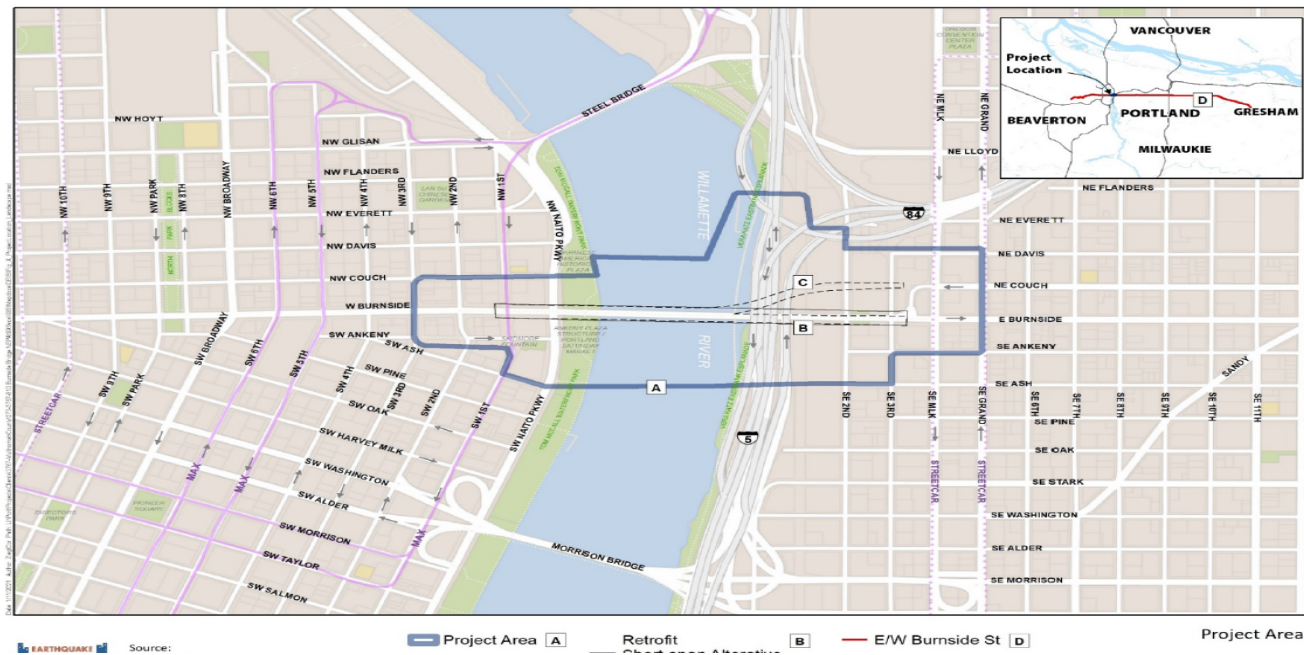 VANCOUVER
Project
Location
D
PORTLAND
GRESHAM
BEAVERTON
MILWAUKIE
STEEL BRIDGE
NW HOYT
NW GLISAN
NW FLANDERS
NW EVERETT
NW DAVIS
NW COUCH
W BURNSIDE
SW ANKENY
SW ASH
SW PINE
SW OAK
SW HARVEY MILK
SW WASHINGTON
SW ALDER
SW MORRISON
SW TAYLOR
SW SALMON
NW 10TH
NW 9TH
NW PARK
NW 8TH
NW BROADWAY
NW 6TH
NW 5TH
NW 4TH
NW 3RD
NW 2ND
NW 1ST
NW NAITO PKWY
NORTH
PARK
BLOCKS
STREETCAR
SW 9TH
SW PARK
SW BROADWAY
SW 6TH
SW 5TH
SW 4TH
SW 3RD
SW 2ND
SW 1ST
SW NAITO PKWY
MAX
MAX
MAX
PIONEER
SQUARE
WILLAMETTE
RIVER
A
B
C
84
5
MORRISON BRIDGE
NE MLK
NE GRAND
NE LLOYD
NE FLANDERS
NE EVERETT
NE DAVIS
NE COUCH
E BURNSIDE
SE ANKENY
SE ASH
SE PINE
SE OAK
SE STARK
SE WASHINGTON
SE ALDER
SE MORRISON
SANDY
SE 2ND
SE 3RD
SE MLK
SE GRAND
SE 6TH
SE 7TH
SE 8TH
SE 9TH
SE 10TH
SE 11TH
STREETCAR
STREETCAR
EARTHQUAKE
Source:
Project Area A
Retrofit B
E/W Burnside St D
Project Area